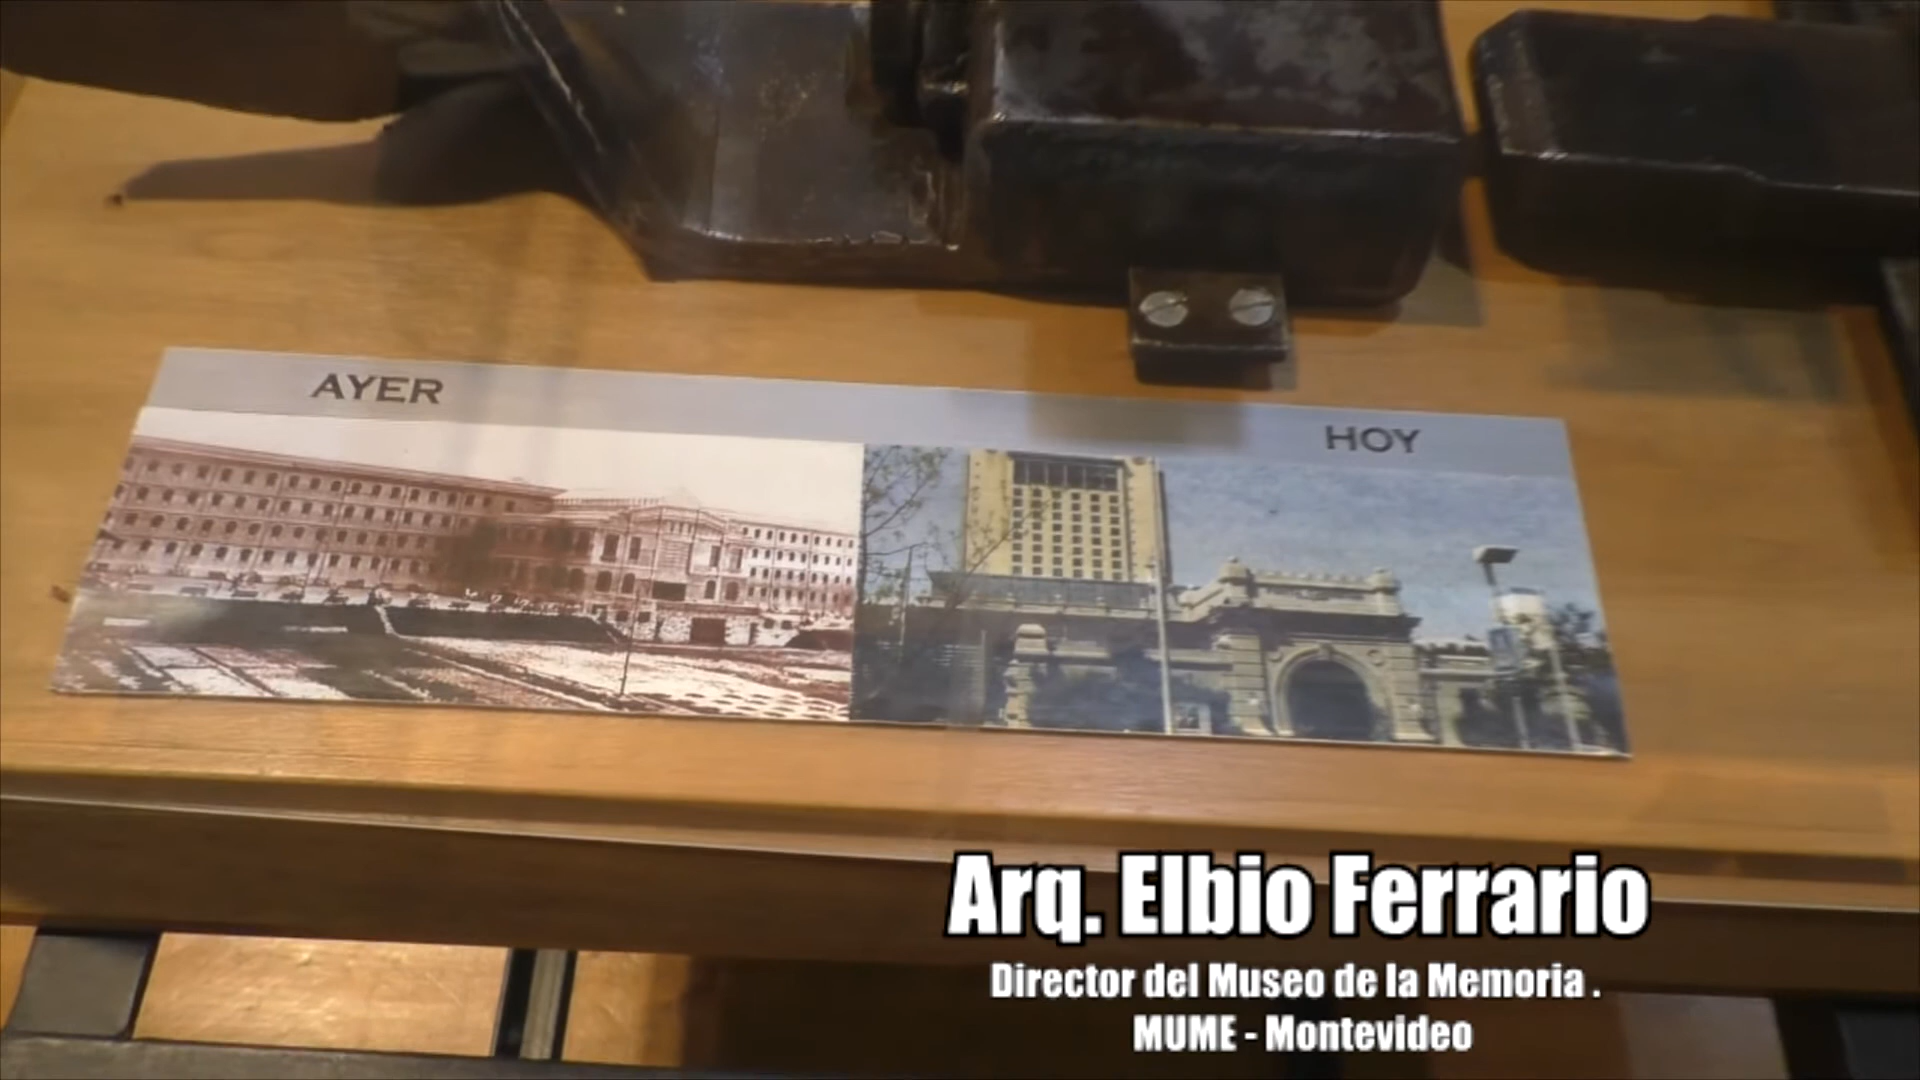 AYER
HOY
Arq. Elbio Ferrario
Director del Museo de la Memoria .
MUME - Montevideo